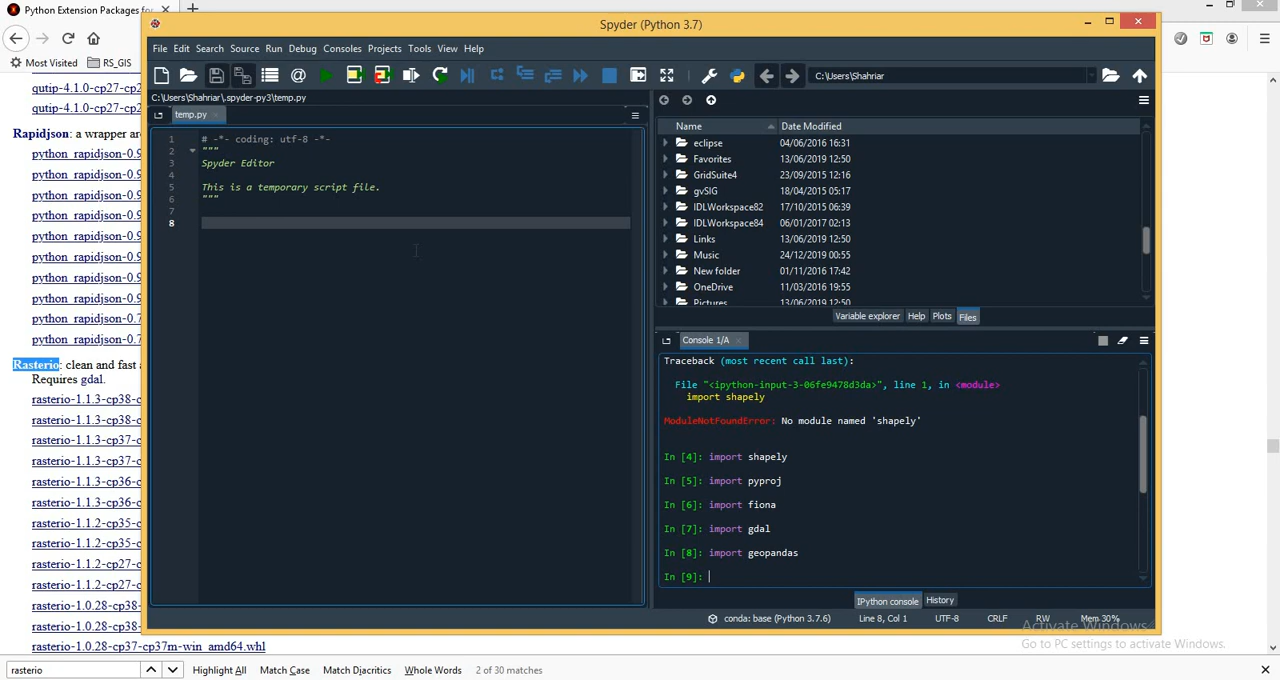 Python Extension Packages fo
Spyder (Python 3.7)
Most Visited RS_GIS
File Edit Search Source Run Debug Consoles Projects Tools View Help
C:\Users\Shahriar
C:\Users\Shahriar\.spyder-py3\temp.py
temp.py
1 # -*- coding: utf-8 -*-
2 """
3 Spyder Editor
4
5 This is a temporary script file.
6 """
7
8
Name Date Modified
eclipse 04/06/2016 16:31
Favorites 13/06/2019 12:50
GridSuite4 23/09/2015 12:16
gvSIG 18/04/2015 05:17
IDLWorkspace82 17/10/2015 06:39
IDLWorkspace84 06/01/2017 02:13
Links 13/06/2019 12:50
Music 24/12/2019 00:55
New folder 01/11/2016 17:42
OneDrive 11/03/2016 19:55
Pictures 13/06/2019 12:50
Variable explorer Help Plots Files
Console 1/A
Traceback (most recent call last):
File "<ipython-input-3-06fe9478d3da>", line 1, in <module>
import shapely
ModuleNotFoundError: No module named 'shapely'
In [4]: import shapely
In [5]: import pyproj
In [6]: import fiona
In [7]: import gdal
In [8]: import geopandas
In [9]:
IPython console History
conda: base (Python 3.7.6) Line 8, Col 1 UTF-8 CRLF RW Mem 30%
Activate Windows
Go to PC settings to activate Windows.
qutip-4.1.0-cp27-cp2
qutip-4.1.0-cp27-cp2
Rapidjson: a wrapper ar
python_rapidjson-0.9
python_rapidjson-0.9
python_rapidjson-0.9
python_rapidjson-0.9
python_rapidjson-0.9
python_rapidjson-0.9
python_rapidjson-0.9
python_rapidjson-0.9
python_rapidjson-0.7
python_rapidjson-0.7
Rasterio: clean and fast a
Requires gdal.
rasterio-1.1.3-cp38-
rasterio-1.1.3-cp38-
rasterio-1.1.3-cp37-
rasterio-1.1.3-cp37-
rasterio-1.1.3-cp36-
rasterio-1.1.3-cp36-
rasterio-1.1.2-cp35-
rasterio-1.1.2-cp35-
rasterio-1.1.2-cp27-
rasterio-1.1.2-cp27-
rasterio-1.0.28-cp38-
rasterio-1.0.28-cp38-
rasterio-1.0.28-cp37-cp37m-win_amd64.whl
rasterio Highlight All Match Case Match Diacritics Whole Words 2 of 30 matches